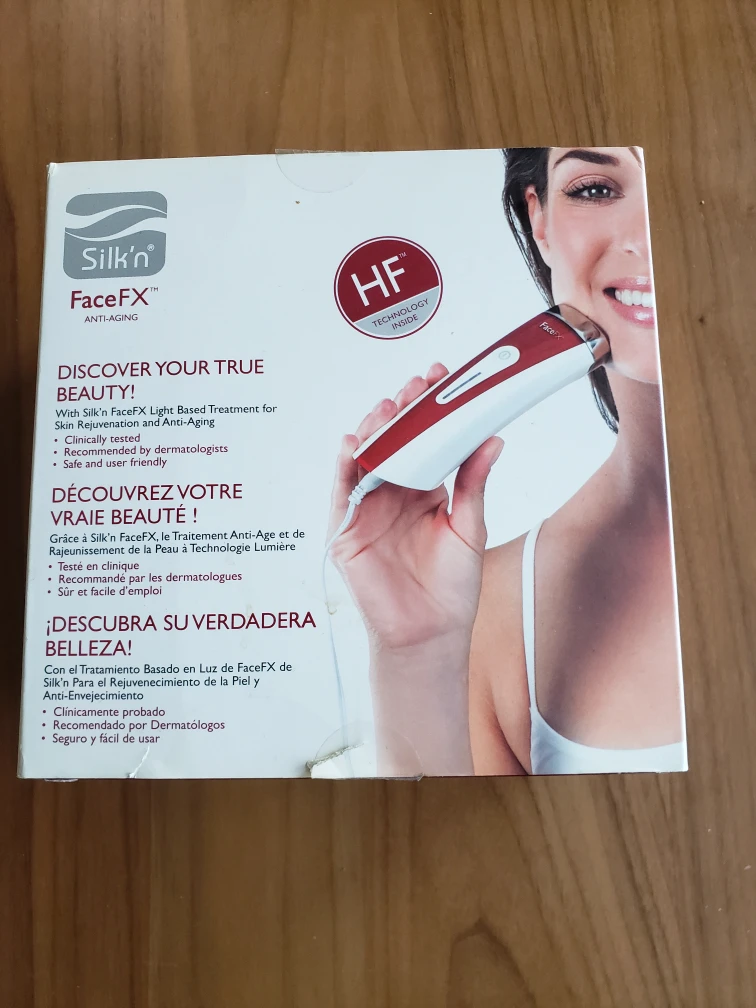 Silk'n®
FaceFX™
ANTI-AGING
HF™
TECHNOLOGY
INSIDE
FaceFX
DISCOVER YOUR TRUE
BEAUTY!
With Silk'n FaceFX Light Based Treatment for
Skin Rejuvenation and Anti-Aging
• Clinically tested
• Recommended by dermatologists
• Safe and user friendly
DÉCOUVREZ VOTRE
VRAIE BEAUTÉ !
Grâce à Silk'n FaceFX, le Traitement Anti-Age et de
Rajeunissement de la Peau à Technologie Lumière
• Testé en clinique
• Recommandé par les dermatologues
• Sûr et facile d'emploi
¡DESCUBRA SU VERDADERA
BELLEZA!
Con el Tratamiento Basado en Luz de FaceFX de
Silk'n Para el Rejuvenecimiento de la Piel y
Anti-Envejecimiento
• Clínicamente probado
• Recomendado por Dermatólogos
• Seguro y fácil de usar